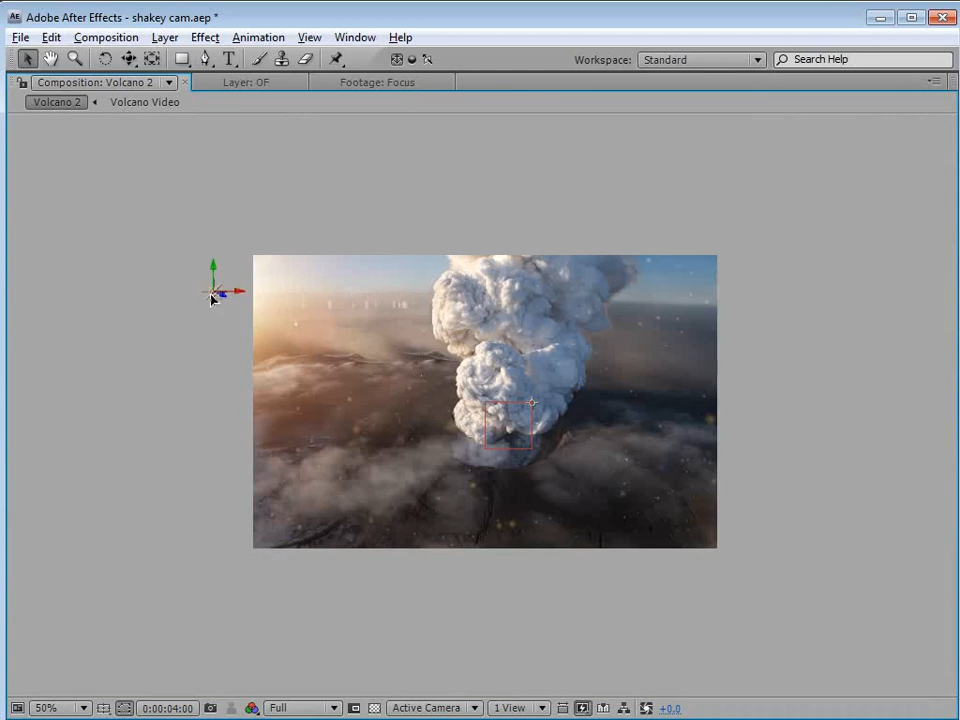 Adobe After Effects - shakey cam.aep *
File Edit Composition Layer Effect Animation View Window Help
Workspace: Standard Search Help
Composition: Volcano 2 Layer: OF Footage: Focus
Volcano 2 Volcano Video
50% 0:00:04:00 Full Active Camera 1 View +0.0